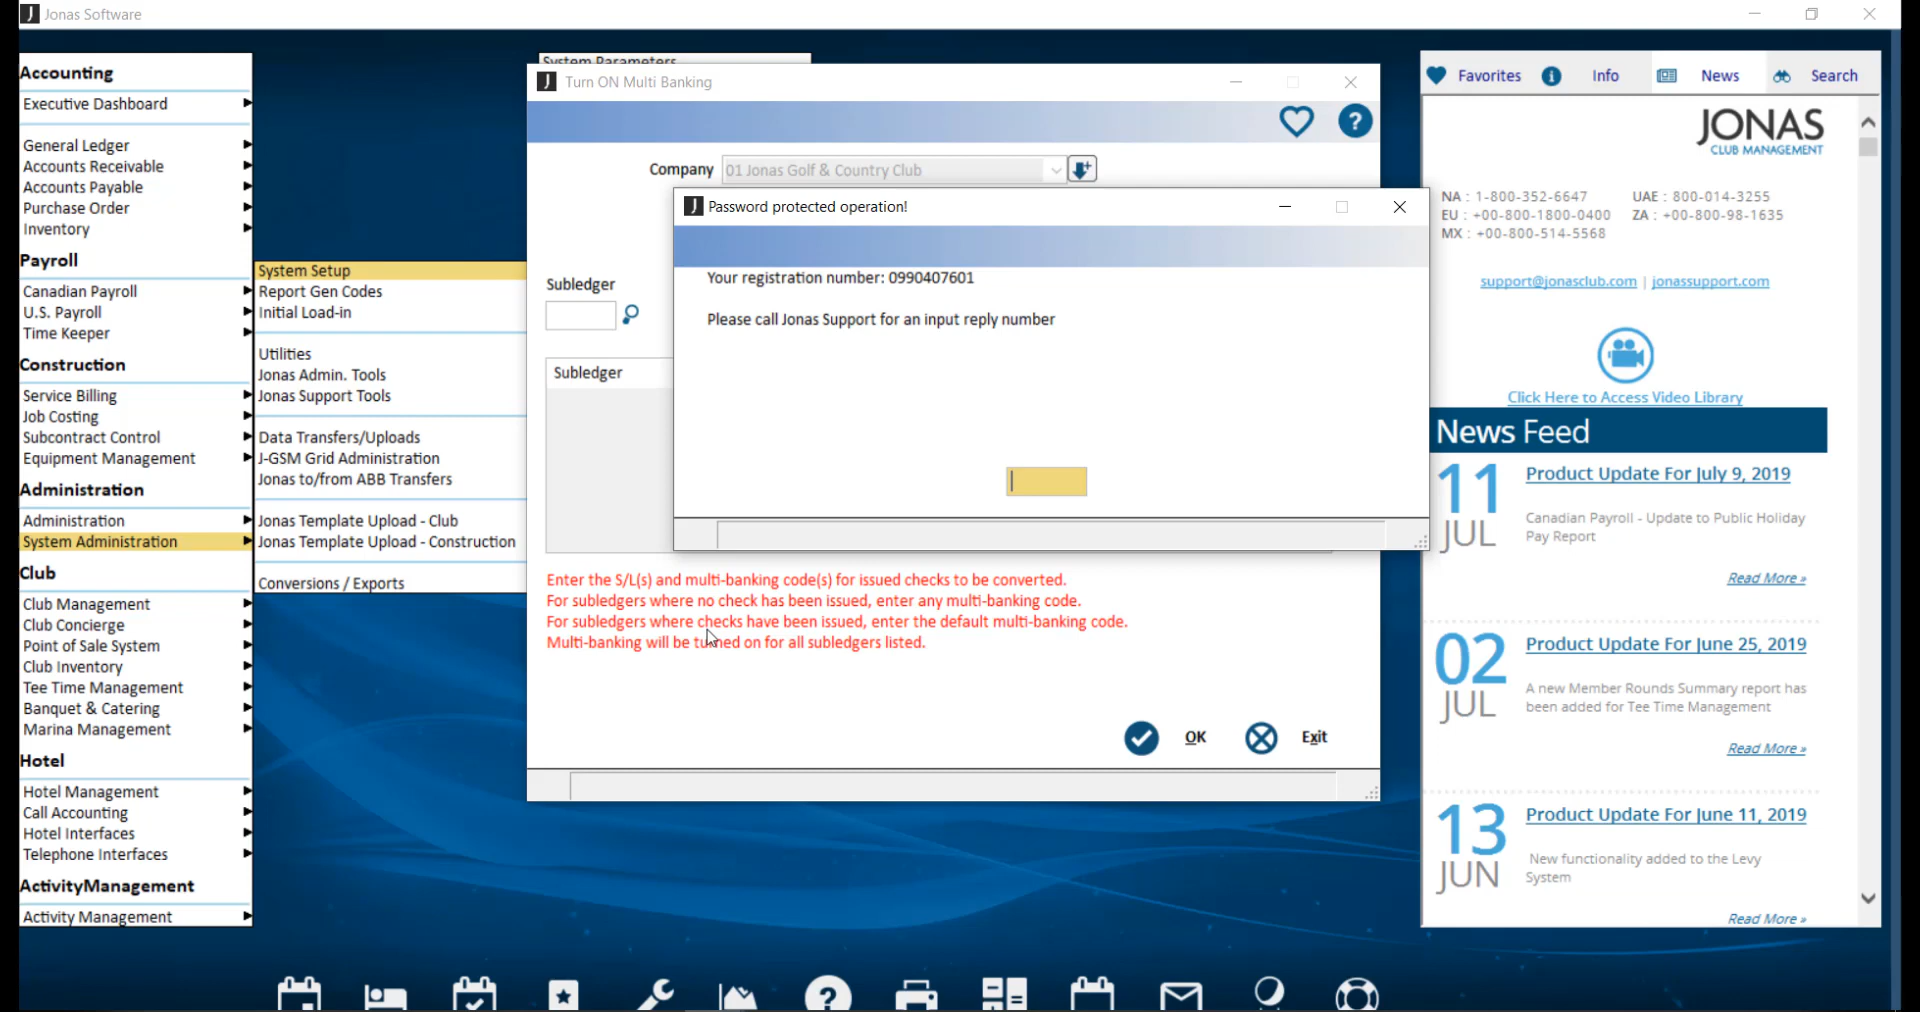 Jonas Software
Accounting
Executive Dashboard
General Ledger
Accounts Receivable
Accounts Payable
Purchase Order
Inventory
Payroll
Canadian Payroll
U.S. Payroll
Time Keeper
Construction
Service Billing
Job Costing
Subcontract Control
Equipment Management
Administration
Administration
System Administration
Club
Club Management
Club Concierge
Point of Sale System
Club Inventory
Tee Time Management
Banquet & Catering
Marina Management
Hotel
Hotel Management
Call Accounting
Hotel Interfaces
Telephone Interfaces
ActivityManagement
Activity Management
System Setup
Report Gen Codes
Initial Load-in
Utilities
Jonas Admin. Tools
Jonas Support Tools
Data Transfers/Uploads
J-GSM Grid Administration
Jonas to/from ABB Transfers
Jonas Template Upload - Club
Jonas Template Upload - Construction
Conversions / Exports
System Parameters
Turn ON Multi Banking
Company 01 Jonas Golf & Country Club
Subledger
Subledger
Password protected operation!
Your registration number: 0990407601
Please call Jonas Support for an input reply number
Enter the S/L(s) and multi-banking code(s) for issued checks to be converted.
For subledgers where no check has been issued, enter any multi-banking code.
For subledgers where checks have been issued, enter the default multi-banking code.
Multi-banking will be turned on for all subledgers listed.
OK Exit
Favorites Info News Search
JONAS
CLUB MANAGEMENT
NA : 1-800-352-6647 UAE : 800-014-3255
EU : +00-800-1800-0400 ZA : +00-800-98-1635
MX : +00-800-514-5568
support@jonasclub.com | jonassupport.com
Click Here to Access Video Library
News Feed
11 JUL
Product Update For July 9, 2019
Canadian Payroll - Update to Public Holiday
Pay Report
Read More »
02 JUL
Product Update For June 25, 2019
A new Member Rounds Summary report has
been added for Tee Time Management
Read More »
13 JUN
Product Update For June 11, 2019
New functionality added to the Levy
System
Read More »